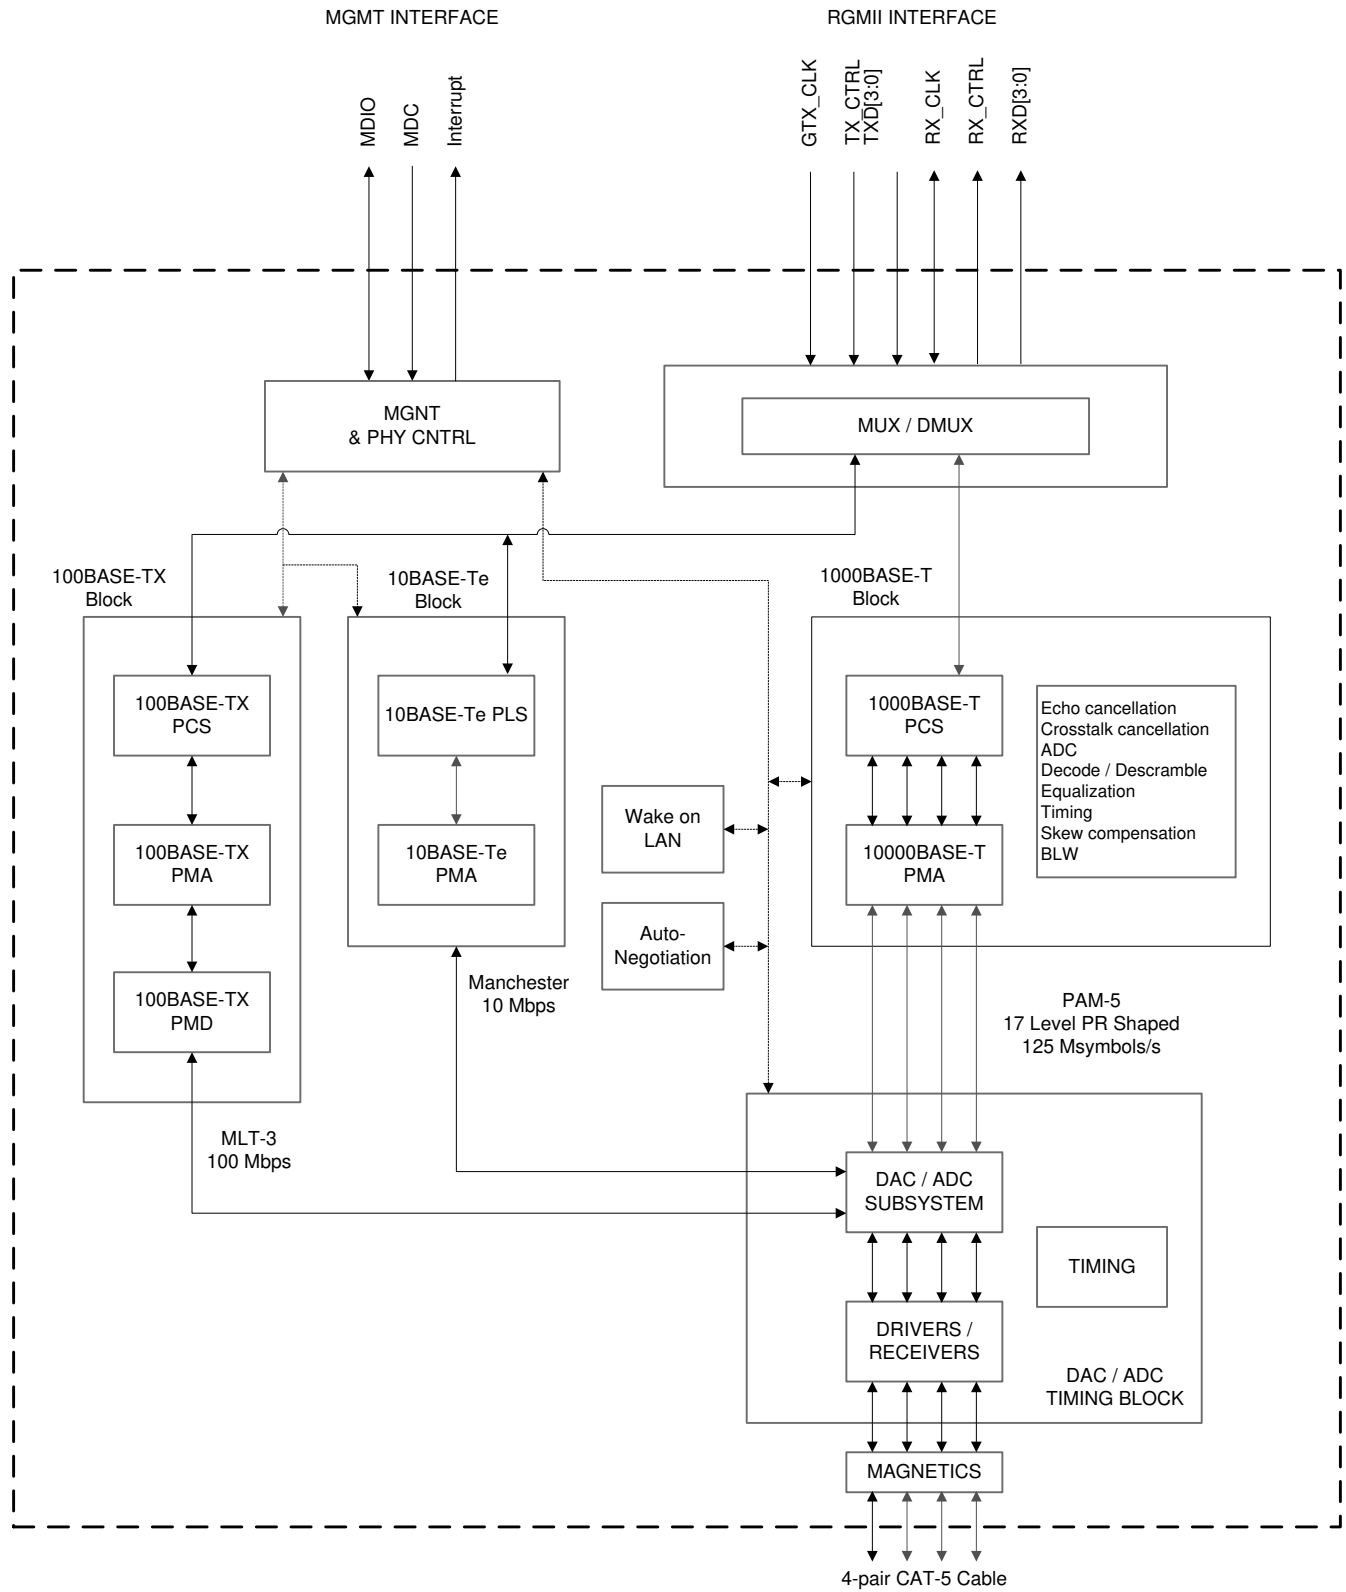 MGMT INTERFACE
RGMII INTERFACE
MDIO
MDC
Interrupt
GTX_CLK
TX_CTRL
TXD[3:0]
RX_CLK
RX_CTRL
RXD[3:0]
MGNT
& PHY CNTRL
MUX / DMUX
100BASE-TX
Block
10BASE-Te
Block
1000BASE-T
Block
100BASE-TX
PCS
10BASE-Te PLS
1000BASE-T
PCS
Echo cancellation
Crosstalk cancellation
ADC
Decode / Descramble
Equalization
Timing
Skew compensation
BLW
Wake on
LAN
100BASE-TX
PMA
10BASE-Te
PMA
10000BASE-T
PMA
Auto-
Negotiation
100BASE-TX
PMD
Manchester
10 Mbps
PAM-5
17 Level PR Shaped
125 Msymbols/s
MLT-3
100 Mbps
DAC / ADC
SUBSYSTEM
TIMING
DRIVERS /
RECEIVERS
DAC / ADC
TIMING BLOCK
MAGNETICS
4-pair CAT-5 Cable